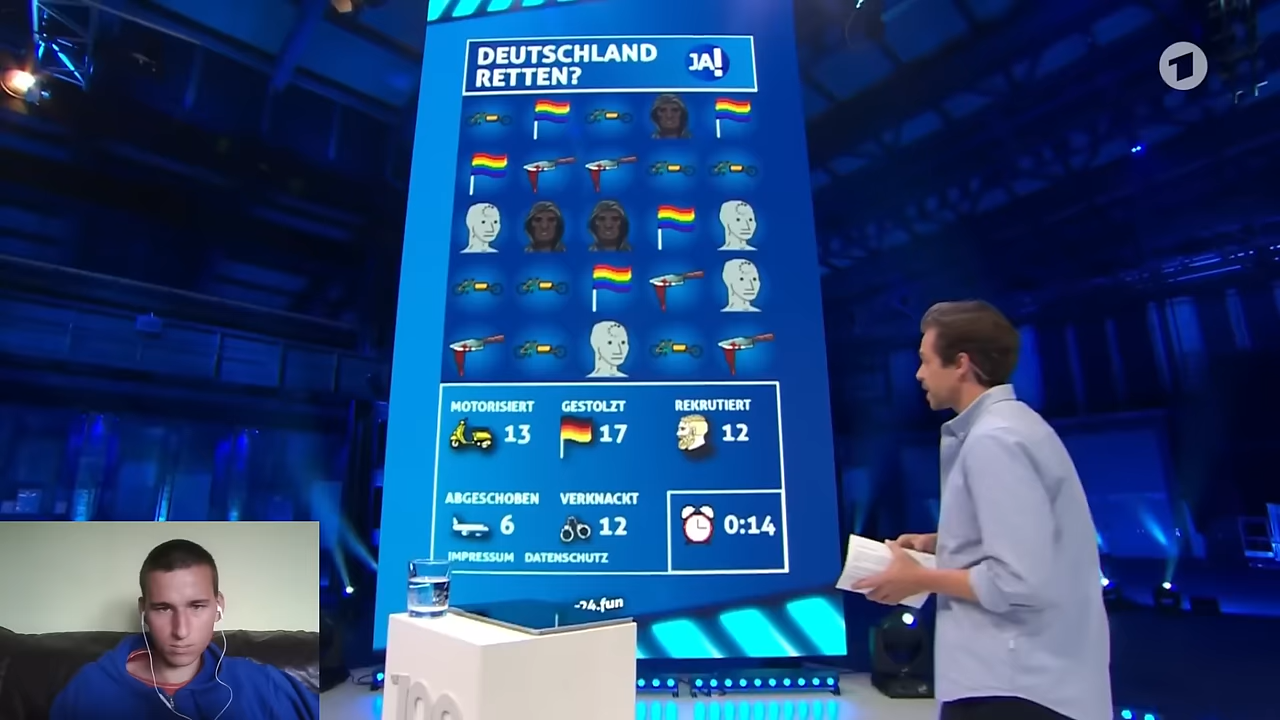 DEUTSCHLAND
RETTEN?
JA!
1
MOTORISIERT
13
GESTOLZT
17
REKRUTIERT
12
ABGESCHOBEN
6
VERKNACKT
12
0:14
IMPRESSUM DATENSCHUTZ
-24.fun
100